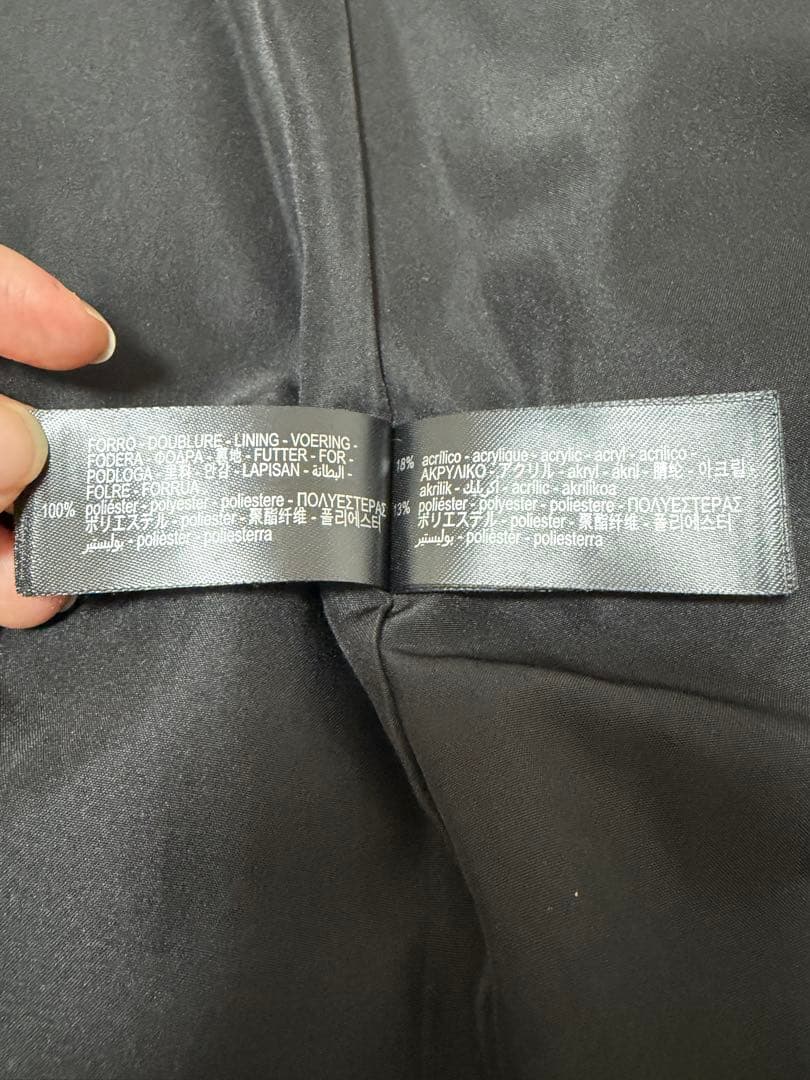 FORRO - DOUBLURE - LINING - VOERING -
FODERA - ΦΟΔΡΑ - 裏地 - FUTTER - FOR -
PODLOGA - 里料 - 안감 - LAPISAN - البطانة -
FOLRE - FORRUA
100% poliéster - polyester - poliestere - ΠΟΛΥΕΣΤΕΡΑΣ
ポリエステル - poliester - 聚酯纤维 - 폴리에스터
بوليستير - polièster - poliesterra
18% acrílico - acrylique - acrylic - acryl - acrilico
ΑΚΡΥΛΙΚΟ - アクリル - akryl - akril - 腈纶 - 아크릴 -
akrilik - أكريليك - acrílic - akrilikoa
13% poliéster - polyester - poliestere - ΠΟΛΥΕΣΤΕΡΑΣ
ポリエステル - poliester - 聚酯纤维 - 폴리에스터
بوليستير - polièster - poliesterra